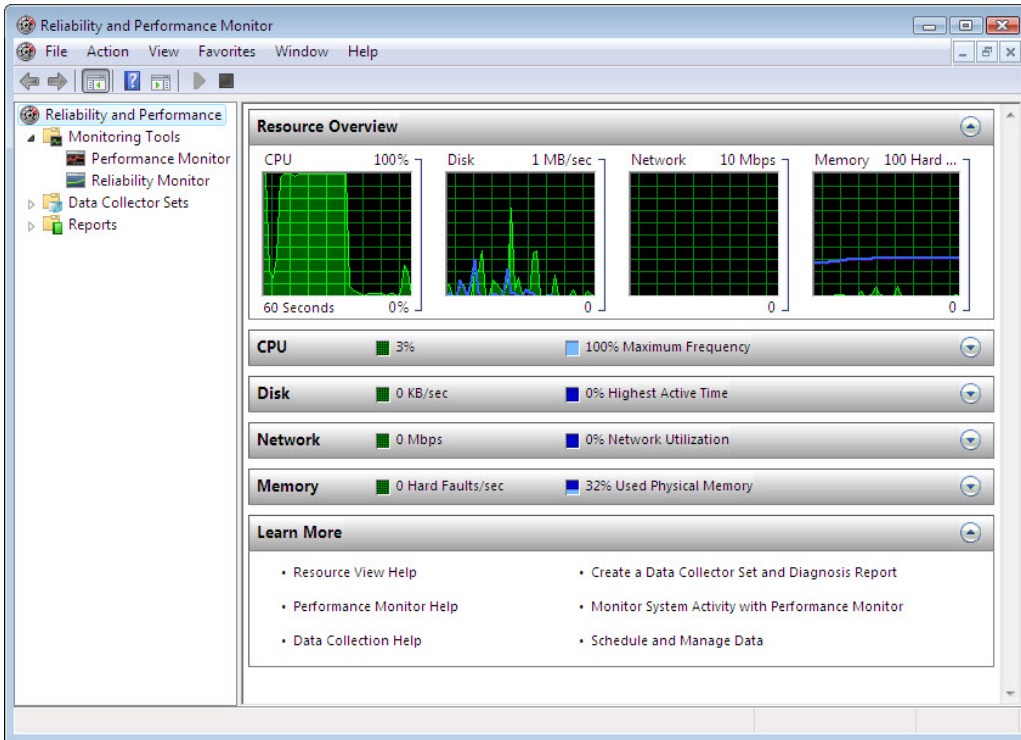 Reliability and Performance Monitor
File Action View Favorites Window Help
Reliability and Performance
Monitoring Tools
Performance Monitor
Reliability Monitor
Data Collector Sets
Reports
Resource Overview
CPU 100% Disk 1 MB/sec Network 10 Mbps Memory 100 Hard ...
60 Seconds 0% 0 0 0
CPU 3% 100% Maximum Frequency
Disk 0 KB/sec 0% Highest Active Time
Network 0 Mbps 0% Network Utilization
Memory 0 Hard Faults/sec 32% Used Physical Memory
Learn More
• Resource View Help • Create a Data Collector Set and Diagnosis Report
• Performance Monitor Help • Monitor System Activity with Performance Monitor
• Data Collection Help • Schedule and Manage Data